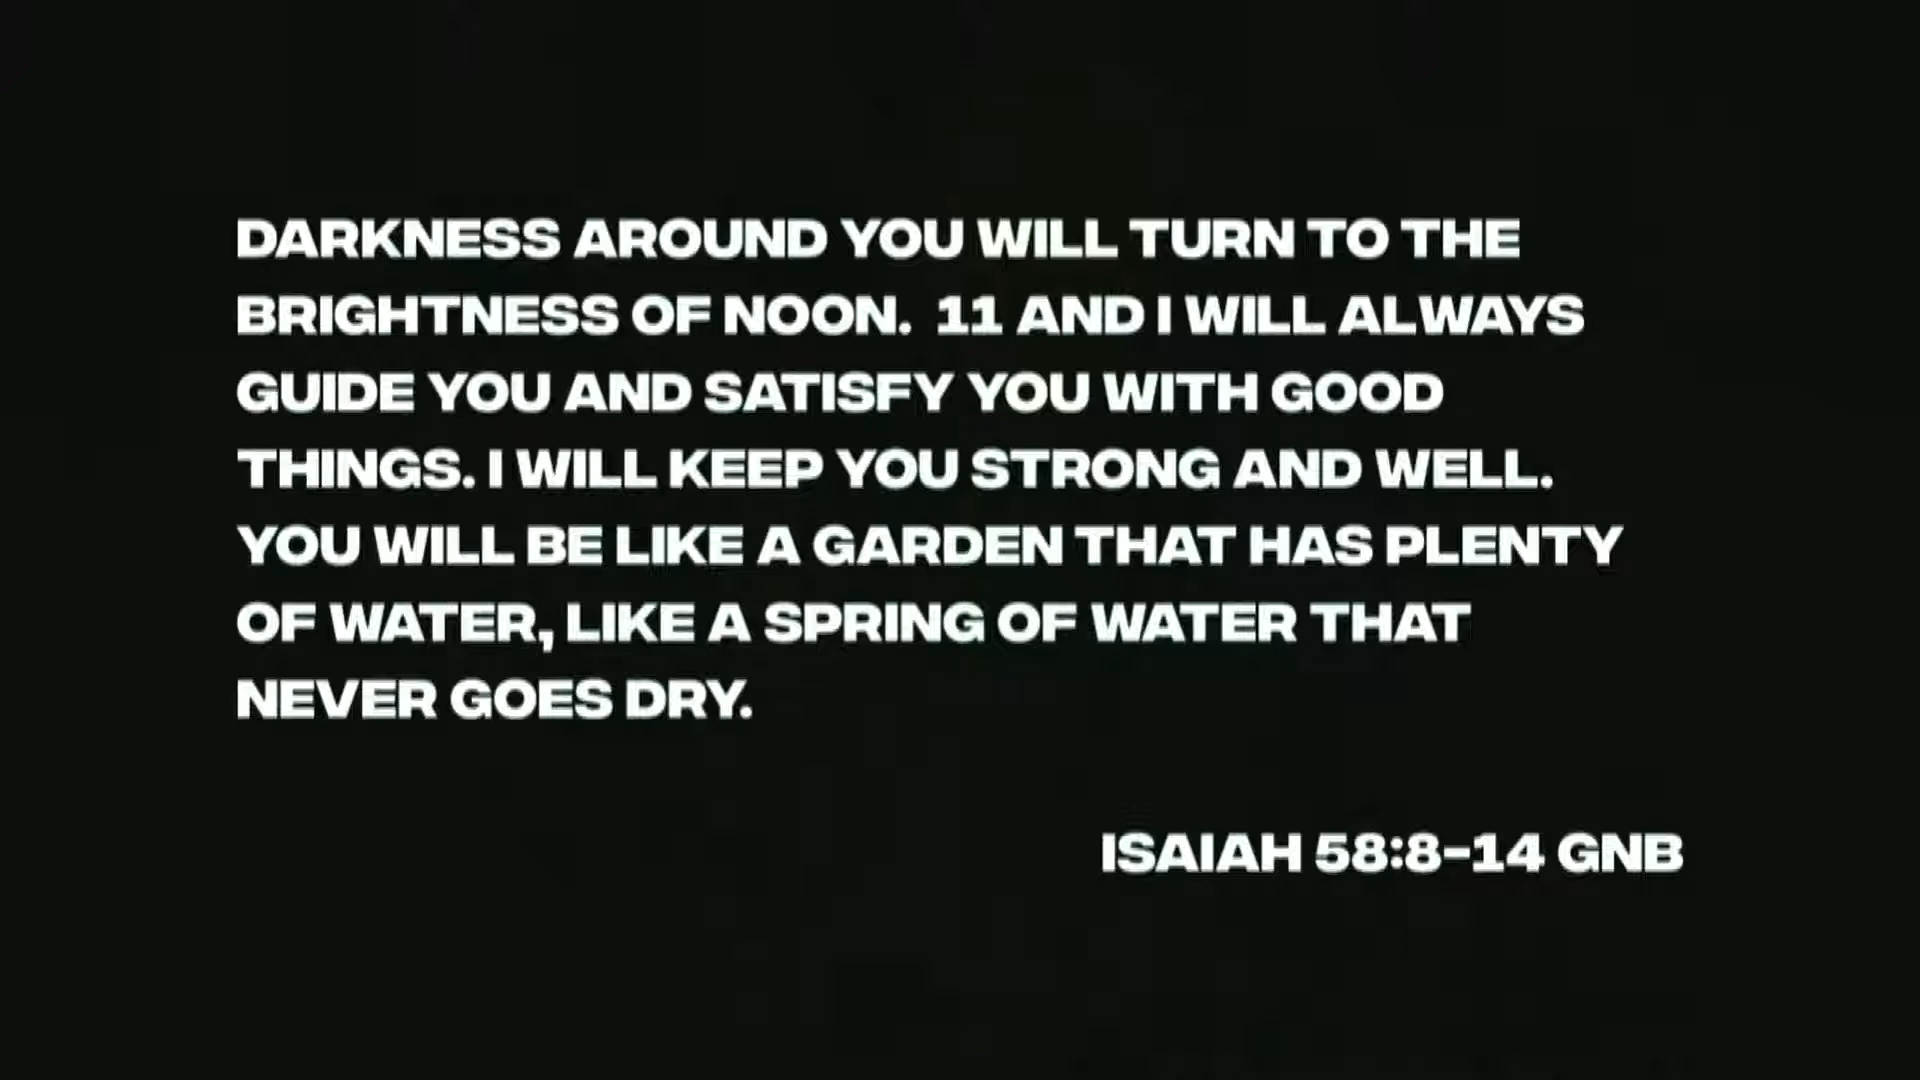 DARKNESS AROUND YOU WILL TURN TO THE
BRIGHTNESS OF NOON.  11 AND I WILL ALWAYS
GUIDE YOU AND SATISFY YOU WITH GOOD
THINGS. I WILL KEEP YOU STRONG AND WELL.
YOU WILL BE LIKE A GARDEN THAT HAS PLENTY
OF WATER, LIKE A SPRING OF WATER THAT
NEVER GOES DRY.
ISAIAH 58:8-14 GNB